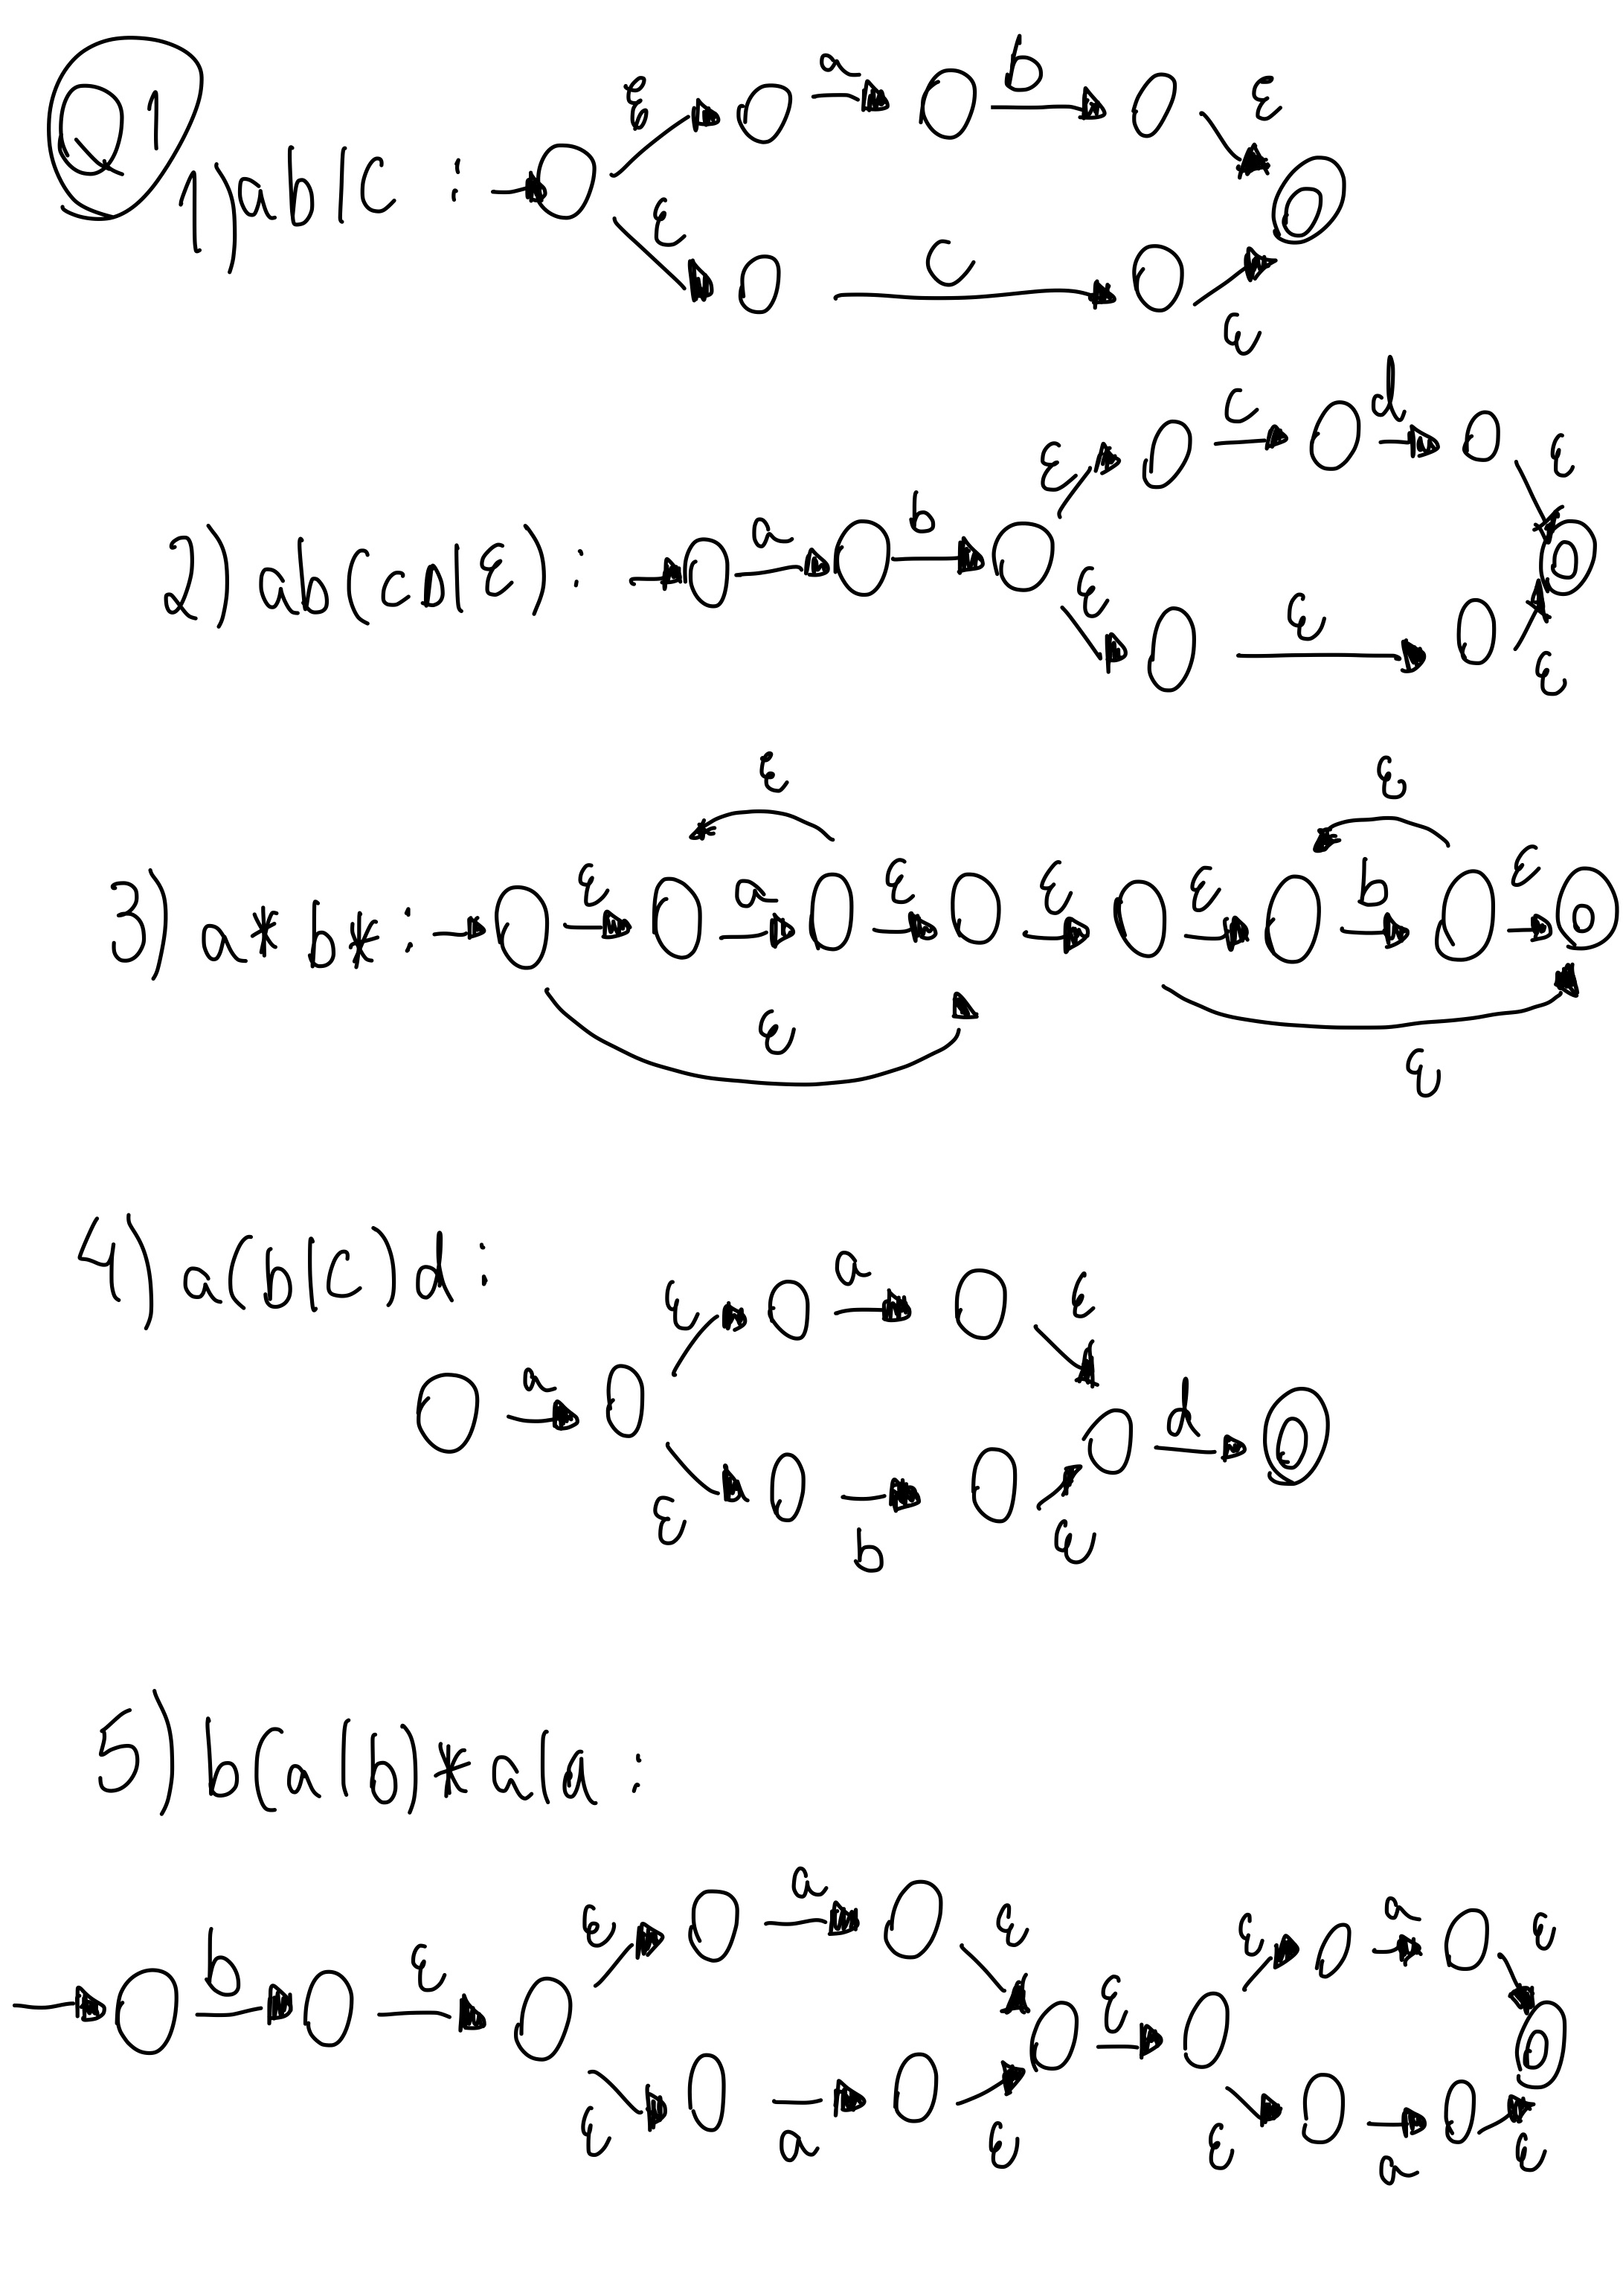 Q1
1) ab|c :
ε a b ε
ε c ε
2) ab(cd|ε) :
a b ε c d ε
ε ε ε
3) a*b* :
ε ε
ε a ε ε ε b ε
ε ε
4) a(b|c)d :
ε a ε
a d
ε b ε
5) b(a|b)*a|a :
ε a ε ε a ε
b ε ε
ε a ε ε a ε